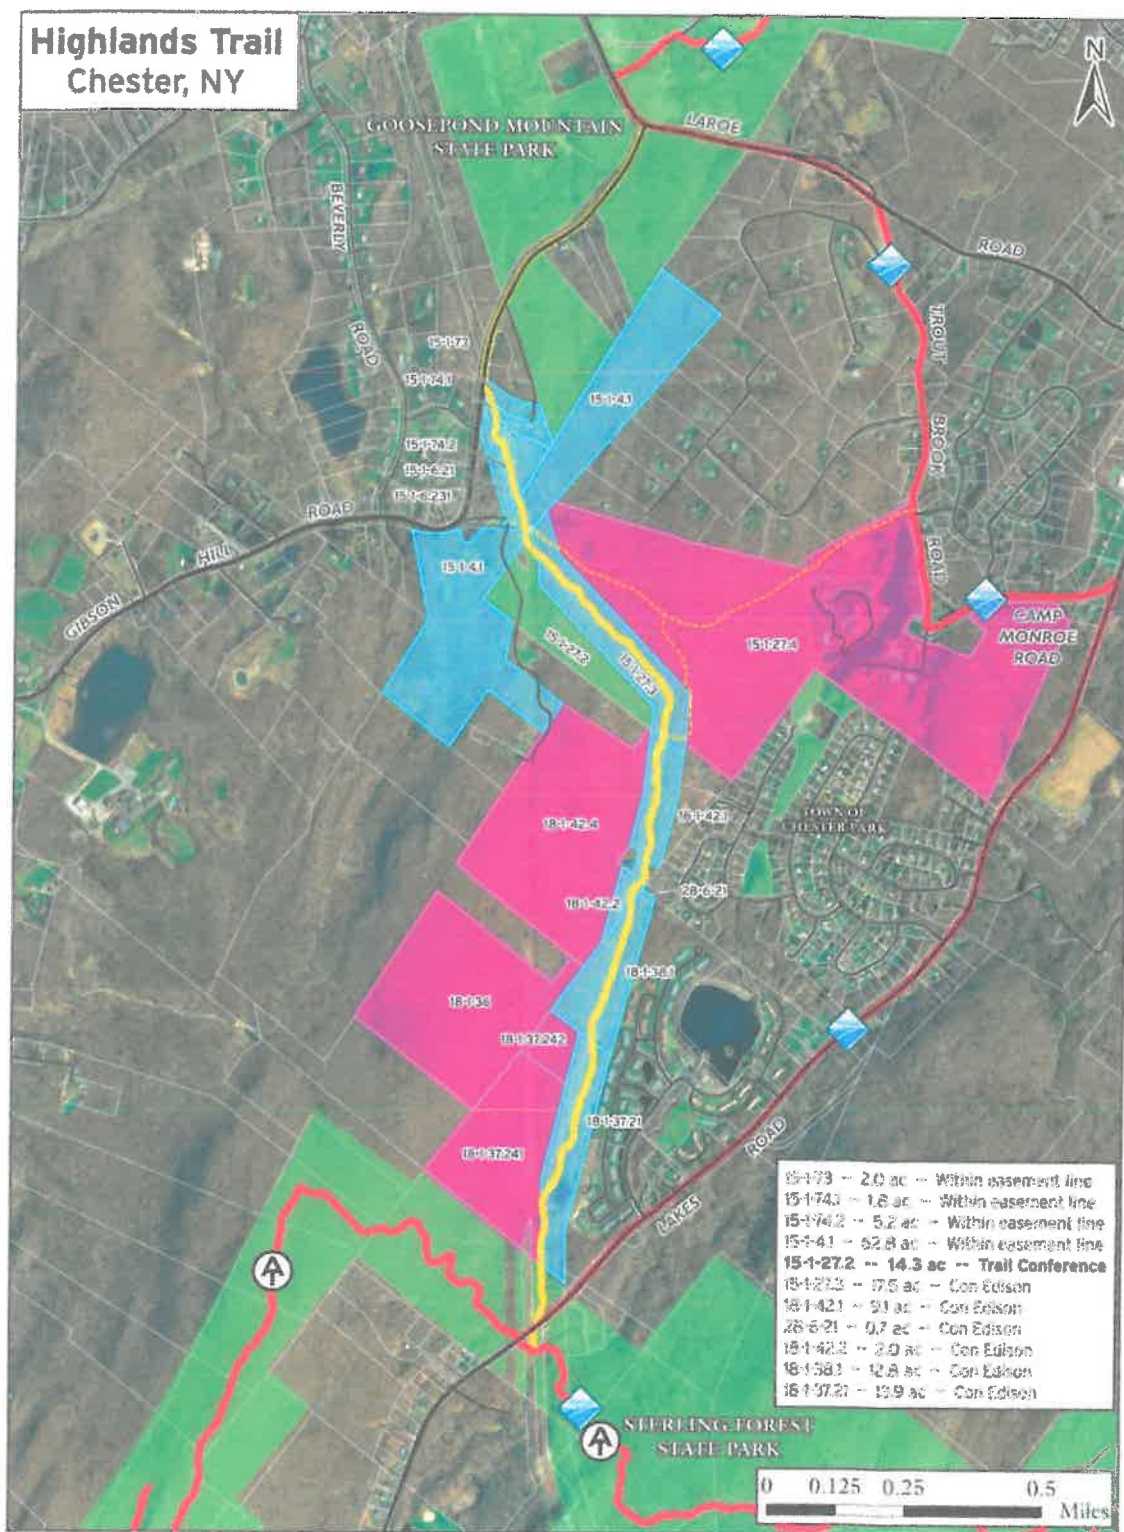 Highlands Trail
Chester, NY
N
GOOSEPOND MOUNTAIN
STATE PARK
LAROE
ROAD
BEVERLY
ROAD
TROUT
BROOK
ROAD
15-1-73
15-1-74.1
15-1-4.1
15-1-74.2
15-1-6.21
15-1-6.231
GIBSON
HILL
ROAD
15-1-4.1
15-1-27.2
15-1-27.3
15-1-27.4
CAMP
MONROE
ROAD
18-1-42.4
18-1-42.1
TOWN OF
CHESTER PARK
28-6-21
18-1-42.2
18-1-38.1
18-1-36
18-1-37.242
18-1-37.21
18-1-37.241
LAKES
ROAD
15-1-73 -- 2.0 ac -- Within easement line
15-1-74.1 -- 1.8 ac -- Within easement line
15-1-74.2 -- 5.2 ac -- Within easement line
15-1-4.1 -- 52.8 ac -- Within easement line
15-1-27.2 -- 14.3 ac -- Trail Conference
15-1-27.3 -- 17.5 ac -- Con Edison
18-1-42.1 -- 9.1 ac -- Con Edison
28-6-21 -- 0.7 ac -- Con Edison
18-1-42.2 -- 2.0 ac -- Con Edison
18-1-38.1 -- 12.8 ac -- Con Edison
18-1-37.21 -- 13.9 ac -- Con Edison
STERLING FOREST
STATE PARK
0 0.125 0.25 0.5
Miles